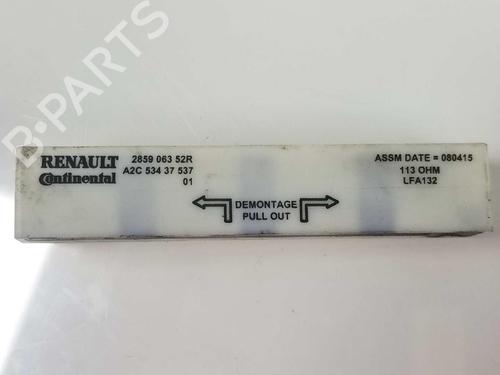 RENAULT 2859 063 52R
Continental A2C 534 37 537
01
ASSM DATE = 080415
113 OHM
LFA132
DEMONTAGE
PULL OUT
B-PARTS